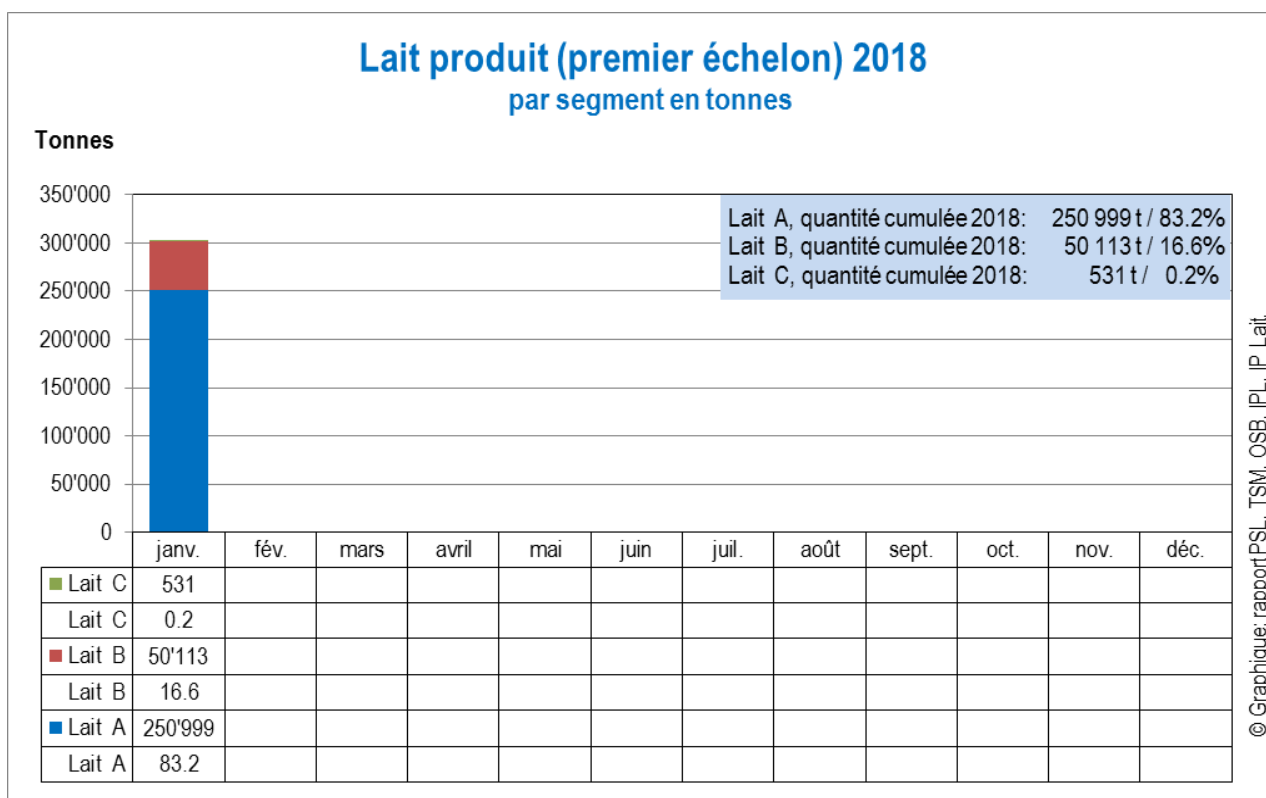 Lait produit (premier échelon) 2018
par segment en tonnes
Tonnes
350'000
300'000
250'000
200'000
150'000
100'000
50'000
0
Lait A, quantité cumulée 2018: 250 999 t / 83.2%
Lait B, quantité cumulée 2018: 50 113 t / 16.6%
Lait C, quantité cumulée 2018: 531 t / 0.2%
janv. fév. mars avril mai juin juil. août sept. oct. nov. déc.
Lait C 531
Lait C 0.2
Lait B 50'113
Lait B 16.6
Lait A 250'999
Lait A 83.2
© Graphique: rapport PSL, TSM, OSB, IPL, IP Lait.